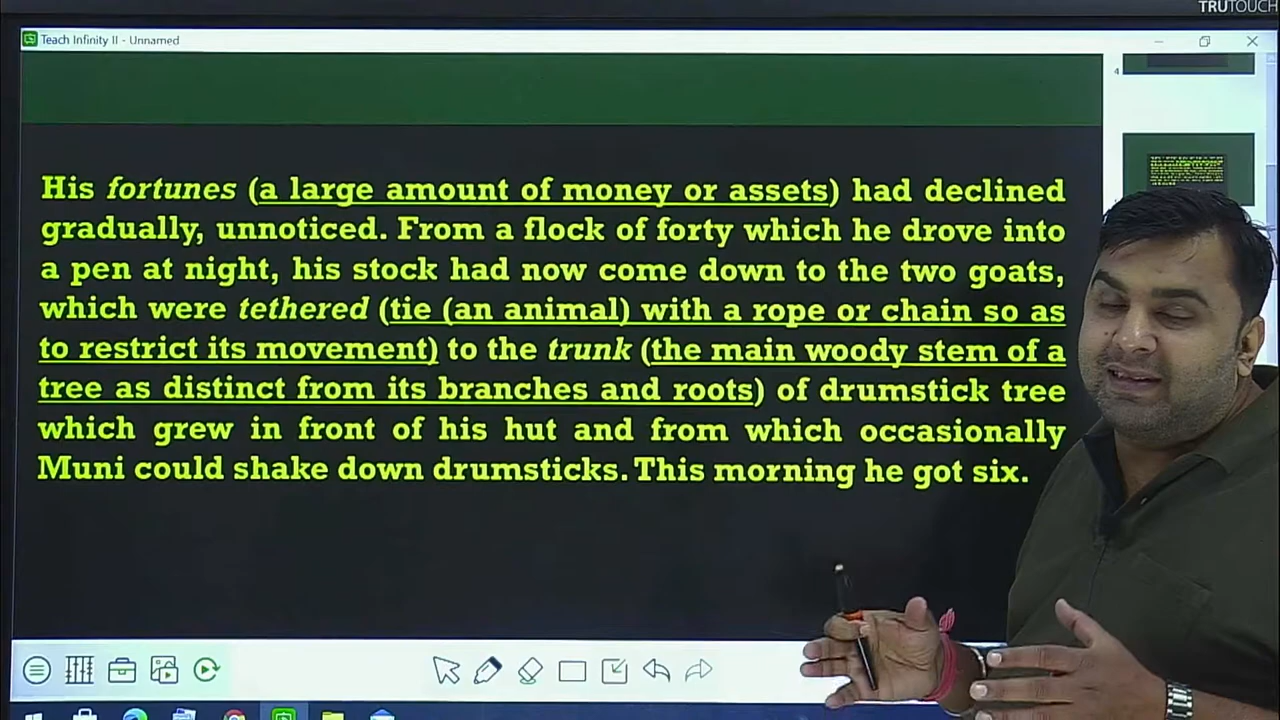 TRUTOUCH
Teach Infinity II - Unnamed
4
His fortunes (a large amount of money or assets) had declined
gradually, unnoticed. From a flock of forty which he drove into
a pen at night, his stock had now come down to the two goats,
which were tethered (tie (an animal) with a rope or chain so as
to restrict its movement) to the trunk (the main woody stem of a
tree as distinct from its branches and roots) of drumstick tree
which grew in front of his hut and from which occasionally
Muni could shake down drumsticks. This morning he got six.